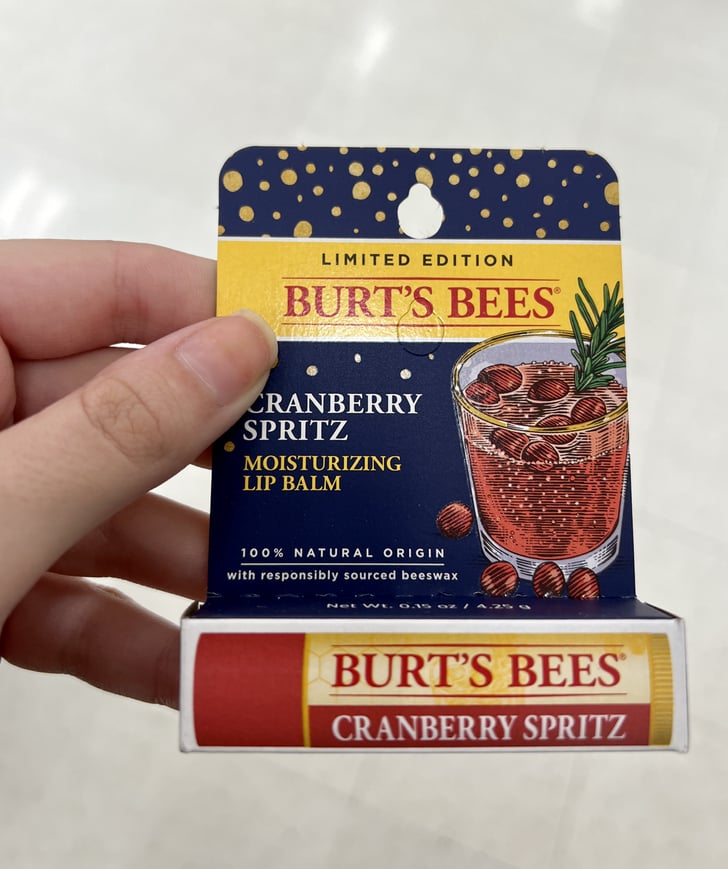 LIMITED EDITION
BURT'S BEES®
CRANBERRY
SPRITZ
MOISTURIZING
LIP BALM
100% NATURAL ORIGIN
with responsibly sourced beeswax
Net Wt. 0.15 oz / 4.25 g
BURT'S BEES®
CRANBERRY SPRITZ